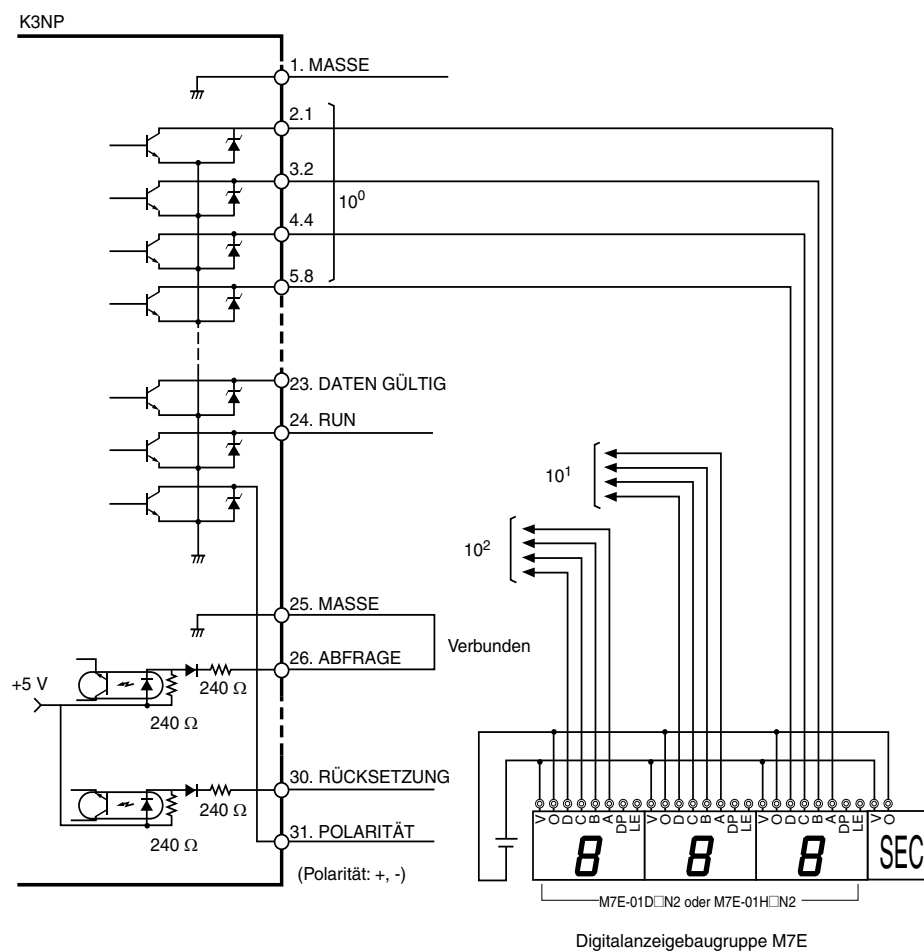 K3NP
1. MASSE
2.1
3.2
10⁰
4.4
5.8
23. DATEN GÜLTIG
24. RUN
10¹
10²
25. MASSE
Verbunden
26. ABFRAGE
+5 V
240 Ω
240 Ω
30. RÜCKSETZUNG
240 Ω
240 Ω
31. POLARITÄT
(Polarität: +, -)
V O D C B A DP LE V O D C B A DP LE V O D C B A DP LE V O
8 8 8 SEC
M7E-01D□N2 oder M7E-01H□N2
Digitalanzeigebaugruppe M7E